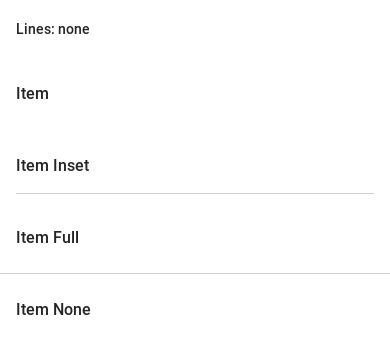 Lines: none
Item
Item Inset
Item Full
Item None